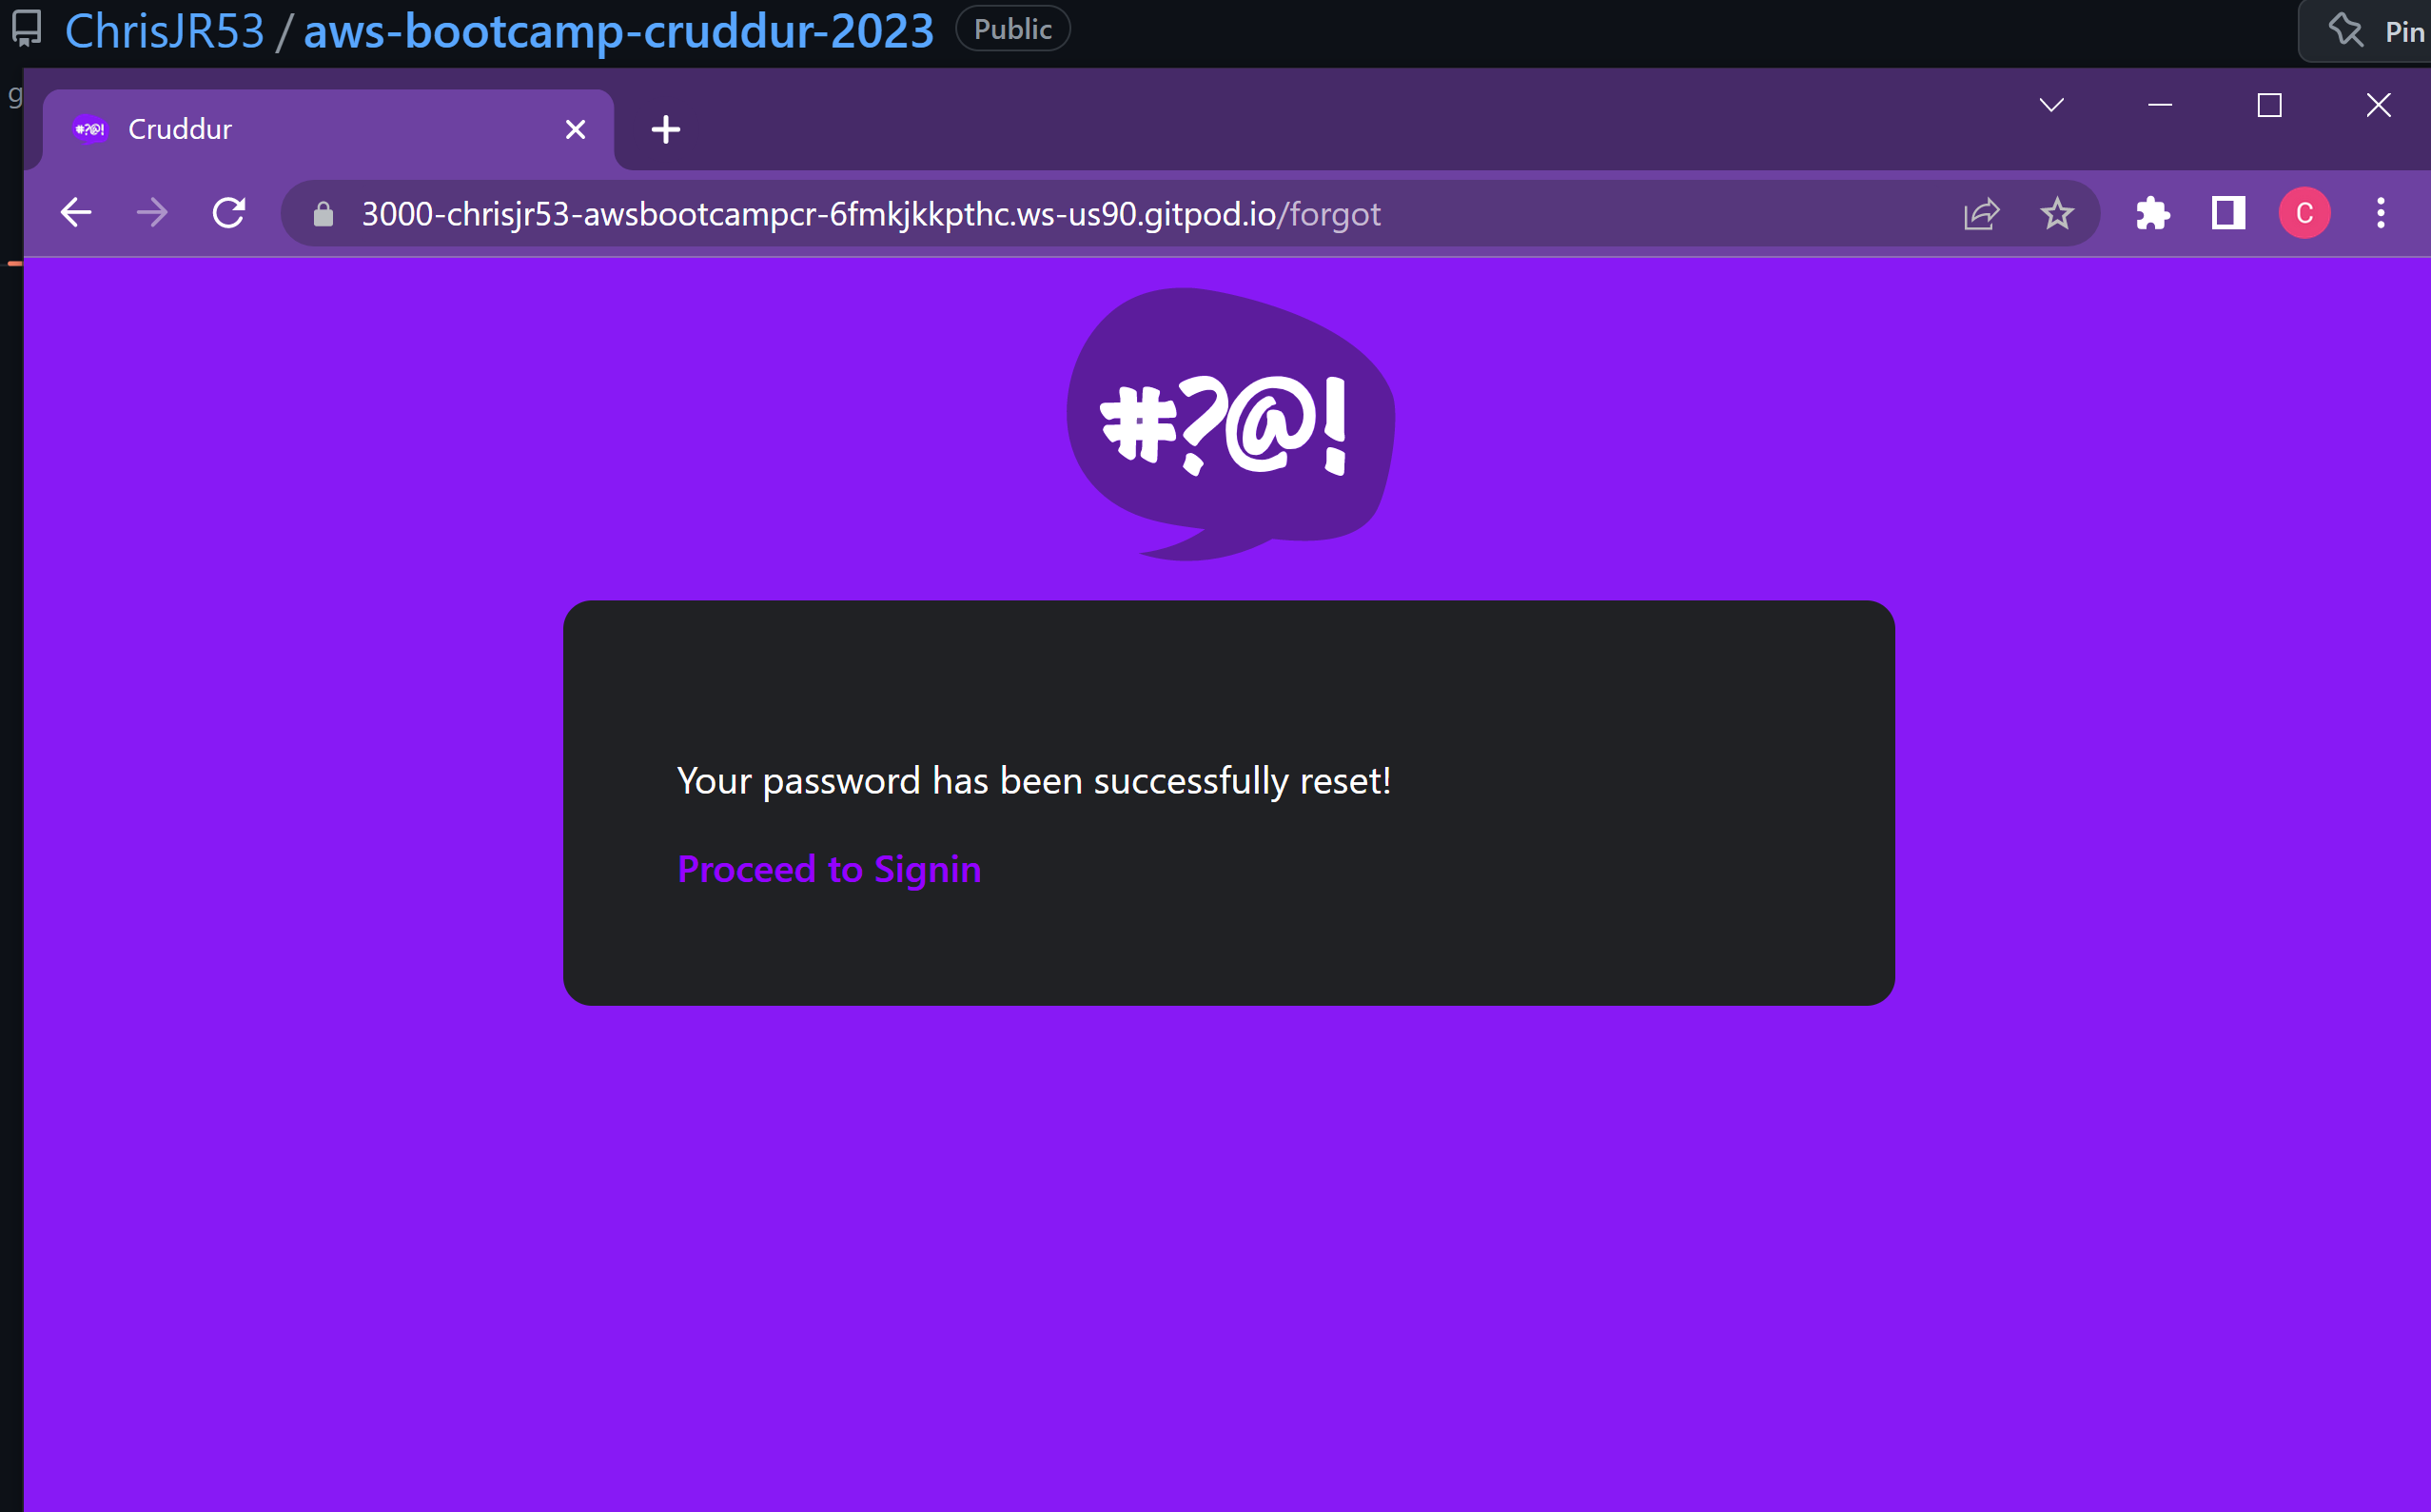 ChrisJR53 / aws-bootcamp-cruddur-2023 Public Pin
g
#?@! Cruddur
3000-chrisjr53-awsbootcampcr-6fmkjkkpthc.ws-us90.gitpod.io/forgot C
#?@!
Your password has been successfully reset!
Proceed to Signin